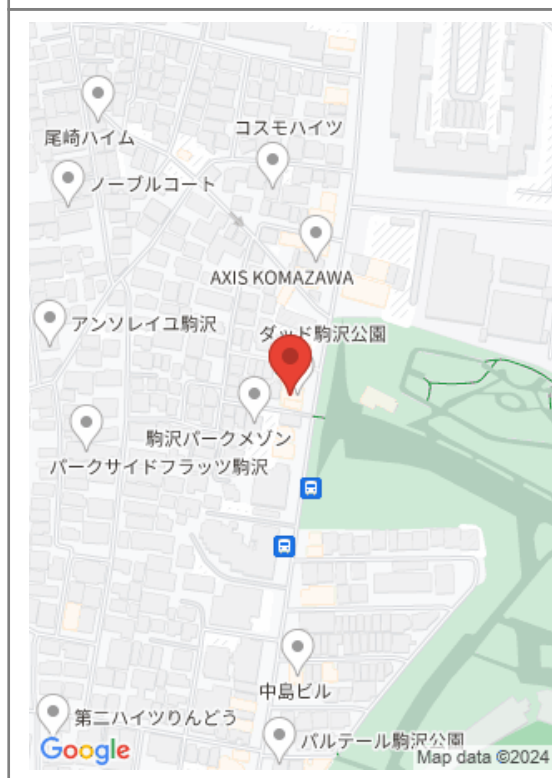 尾崎ハイム
コスモハイツ
ノーブルコート
AXIS KOMAZAWA
アンソレイユ駒沢
ダッド駒沢公園
駒沢パークメゾン
パークサイドフラッツ駒沢
中島ビル
第二ハイツりんどう
パルテール駒沢公園
Google
Map data ©2024